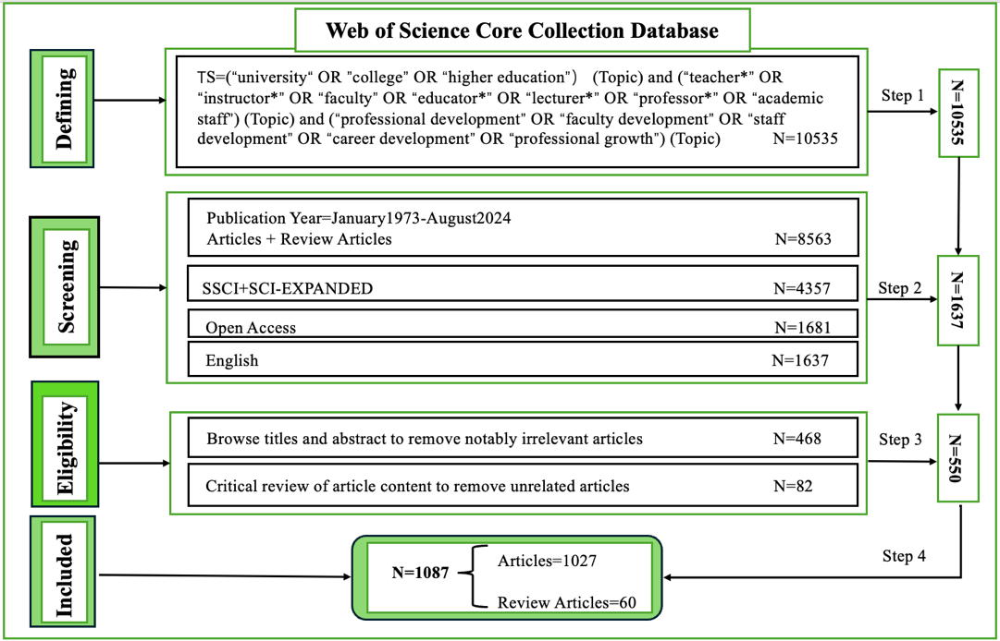 Web of Science Core Collection Database
Defining
TS=("university" OR "college" OR "higher education") (Topic) and ("teacher*" OR
"instructor*" OR "faculty" OR "educator*" OR "lecturer*" OR "professor*" OR "academic
staff") (Topic) and ("professional development" OR "faculty development" OR "staff
development" OR "career development" OR "professional growth") (Topic) N=10535
Step 1
N=10535
Screening
Publication Year=January1973-August2024
Articles + Review Articles N=8563
SSCI+SCI-EXPANDED N=4357
Open Access N=1681
English N=1637
Step 2
N=1637
Eligibility
Browse titles and abstract to remove notably irrelevant articles N=468
Critical review of article content to remove unrelated articles N=82
Step 3
N=550
Included
N=1087
Articles=1027
Review Articles=60
Step 4